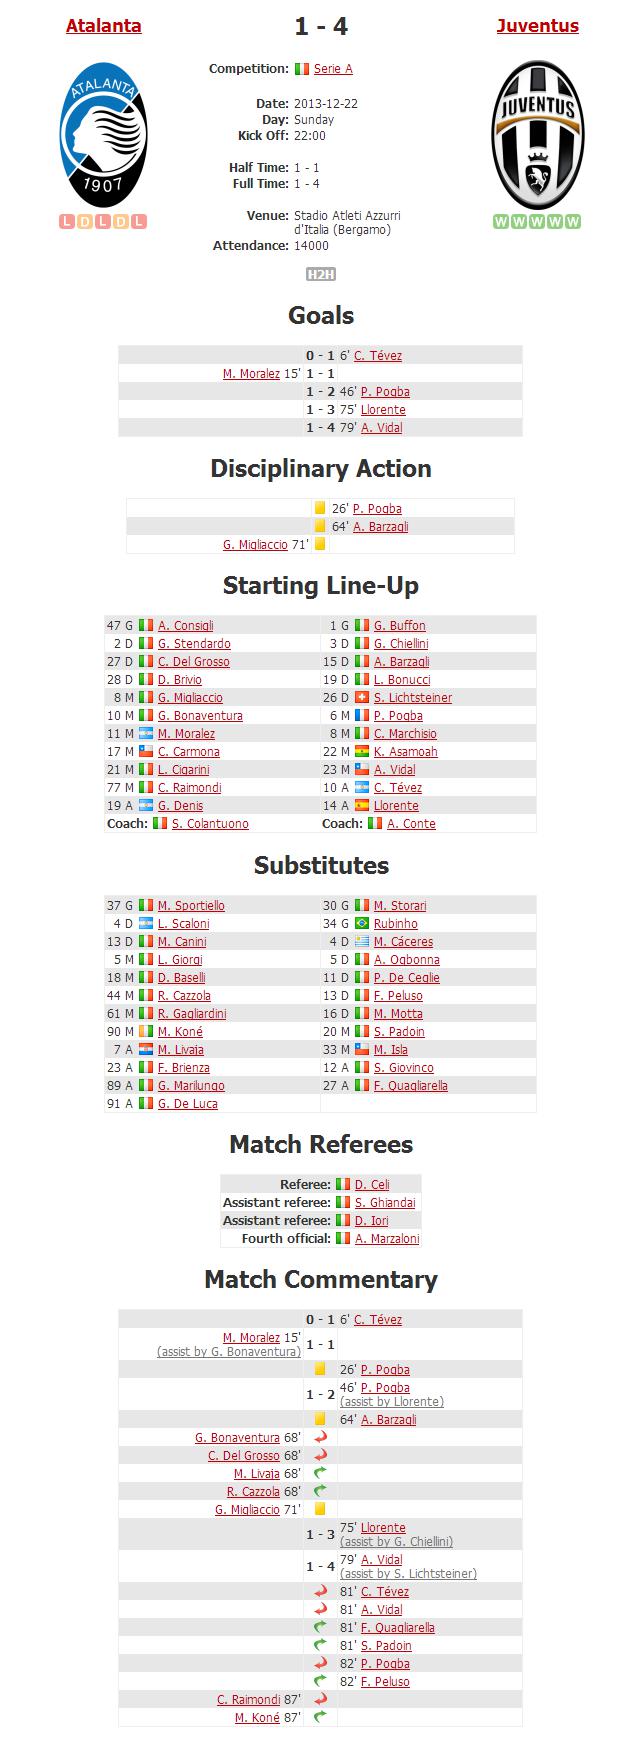 Atalanta 1 - 4 Juventus
Competition: Serie A
ATALANTA
1907
JUVENTUS
Date: 2013-12-22
Day: Sunday
Kick Off: 22:00
Half Time: 1 - 1
Full Time: 1 - 4
Venue: Stadio Atleti Azzurri
d'Italia (Bergamo)
L D L D L
W W W W W
Attendance: 14000
H2H
Goals
0 - 1 6' C. Tévez
M. Moralez 15' 1 - 1
1 - 2 46' P. Pogba
1 - 3 75' Llorente
1 - 4 79' A. Vidal
Disciplinary Action
26' P. Pogba
64' A. Barzagli
G. Migliaccio 71'
Starting Line-Up
47 G A. Consigli 1 G G. Buffon
2 D G. Stendardo 3 D G. Chiellini
27 D C. Del Grosso 15 D A. Barzagli
28 D D. Brivio 19 D L. Bonucci
8 M G. Migliaccio 26 D S. Lichtsteiner
10 M G. Bonaventura 6 M P. Pogba
11 M M. Moralez 8 M C. Marchisio
17 M C. Carmona 22 M K. Asamoah
21 M L. Cigarini 23 M A. Vidal
77 M C. Raimondi 10 A C. Tévez
19 A G. Denis 14 A Llorente
Coach: S. Colantuono Coach: A. Conte
Substitutes
37 G M. Sportiello 30 G M. Storari
4 D L. Scaloni 34 G Rubinho
13 D M. Canini 4 D M. Cáceres
5 M L. Giorgi 5 D A. Ogbonna
18 M D. Baselli 11 D P. De Ceglie
44 M R. Cazzola 13 D F. Peluso
61 M R. Gagliardini 16 D M. Motta
90 M M. Koné 20 M S. Padoin
7 A M. Livaja 33 M M. Isla
23 A F. Brienza 12 A S. Giovinco
89 A G. Marilungo 27 A F. Quagliarella
91 A G. De Luca
Match Referees
Referee: D. Celi
Assistant referee: S. Ghiandai
Assistant referee: D. Iori
Fourth official: A. Marzaloni
Match Commentary
0 - 1 6' C. Tévez
M. Moralez 15' 1 - 1
(assist by G. Bonaventura)
26' P. Pogba
1 - 2 46' P. Pogba
(assist by Llorente)
64' A. Barzagli
G. Bonaventura 68'
C. Del Grosso 68'
M. Livaja 68'
R. Cazzola 68'
G. Migliaccio 71'
1 - 3 75' Llorente
(assist by G. Chiellini)
1 - 4 79' A. Vidal
(assist by S. Lichtsteiner)
81' C. Tévez
81' A. Vidal
81' F. Quagliarella
81' S. Padoin
82' P. Pogba
82' F. Peluso
C. Raimondi 87'
M. Koné 87'